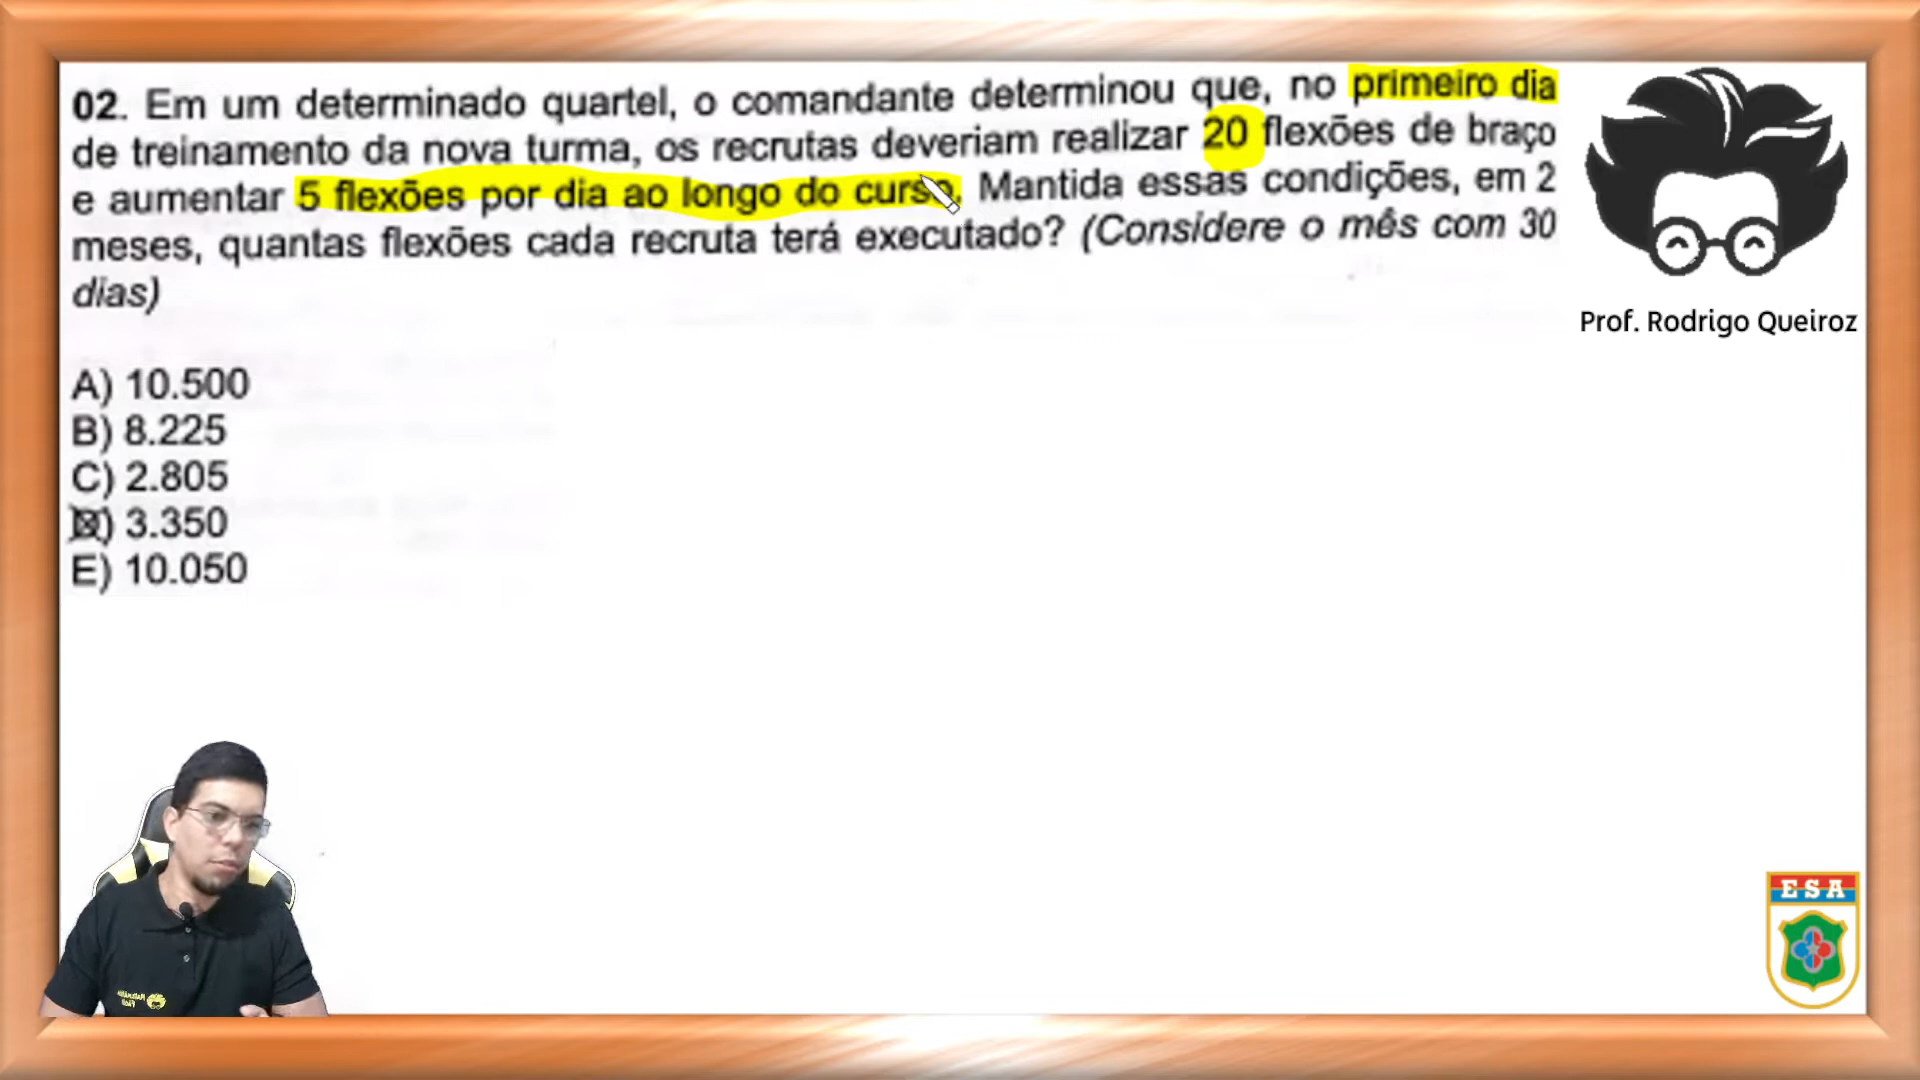 02. Em um determinado quartel, o comandante determinou que, no primeiro dia
de treinamento da nova turma, os recrutas deveriam realizar 20 flexões de braço
e aumentar 5 flexões por dia ao longo do curso. Mantida essas condições, em 2
meses, quantas flexões cada recruta terá executado? (Considere o mês com 30
dias)
A) 10.500
B) 8.225
C) 2.805
D) 3.350
E) 10.050
Prof. Rodrigo Queiroz
ESA